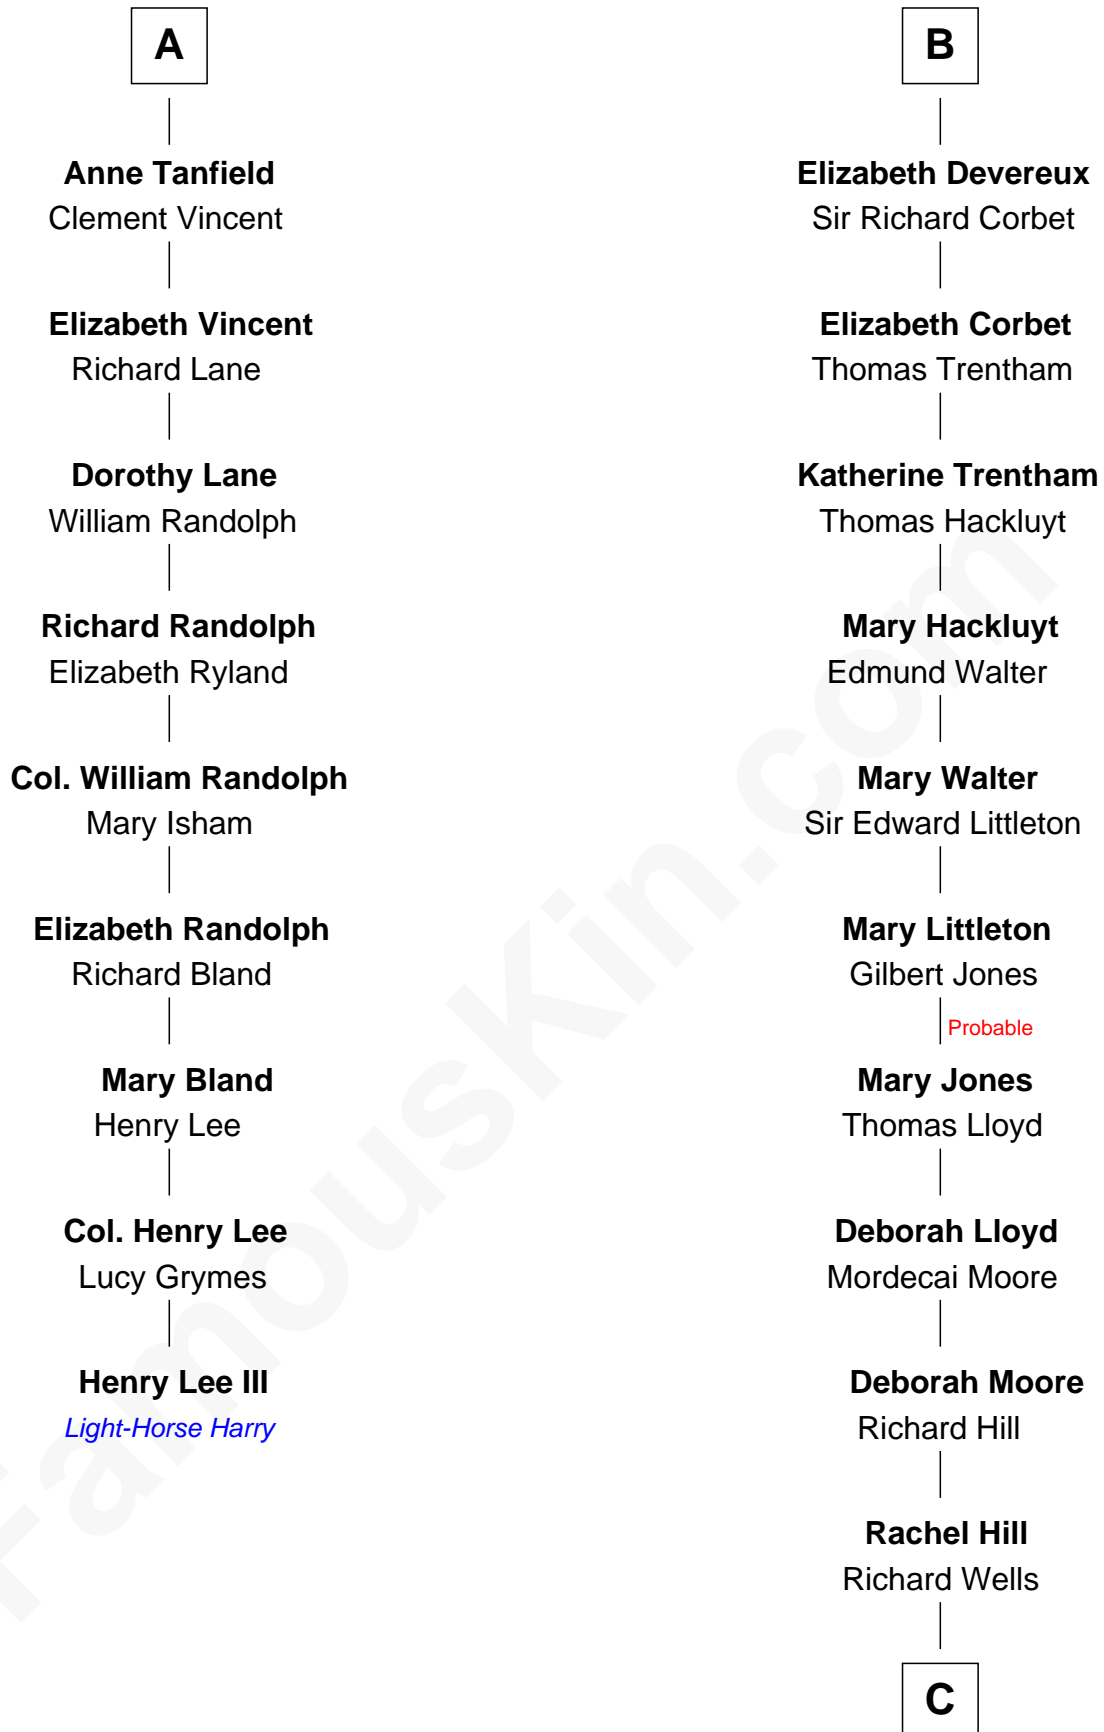 A
Anne Tanfield
Clement Vincent
Elizabeth Vincent
Richard Lane
Dorothy Lane
William Randolph
Richard Randolph
Elizabeth Ryland
Col. William Randolph
Mary Isham
Elizabeth Randolph
Richard Bland
Mary Bland
Henry Lee
Col. Henry Lee
Lucy Grymes
Henry Lee III
Light-Horse Harry
B
Elizabeth Devereux
Sir Richard Corbet
Elizabeth Corbet
Thomas Trentham
Katherine Trentham
Thomas Hackluyt
Mary Hackluyt
Edmund Walter
Mary Walter
Sir Edward Littleton
Mary Littleton
Gilbert Jones
Probable
Mary Jones
Thomas Lloyd
Deborah Lloyd
Mordecai Moore
Deborah Moore
Richard Hill
Rachel Hill
Richard Wells
C
FamousKin.com